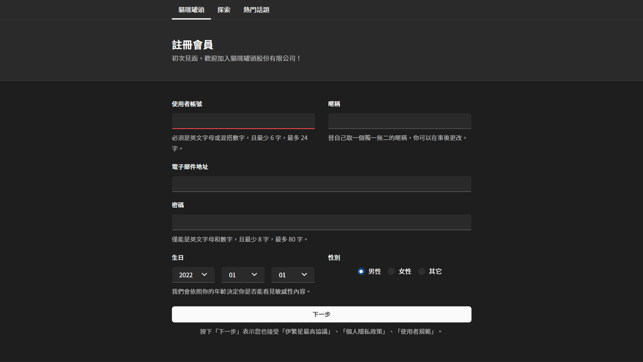 貓咪罐頭 探索 熱門話題
註冊會員
初次見面，歡迎加入貓咪罐頭股份有限公司！
使用者帳號 暱稱
必須是英文字母或混搭數字，且最少 6 字，最多 24 字。
替自己取一個獨一無二的暱稱，你可以在事後更改。
電子郵件地址
密碼
僅能是英文字母和數字，且最少 8 字，最多 80 字。
生日 性別
2022 01 01 男性 女性 其它
我們會依照你的年齡決定你是否能看見敏感性內容。
下一步
按下「下一步」表示您也接受「伊繁星最高協議」、「個人隱私政策」、「使用者規範」。